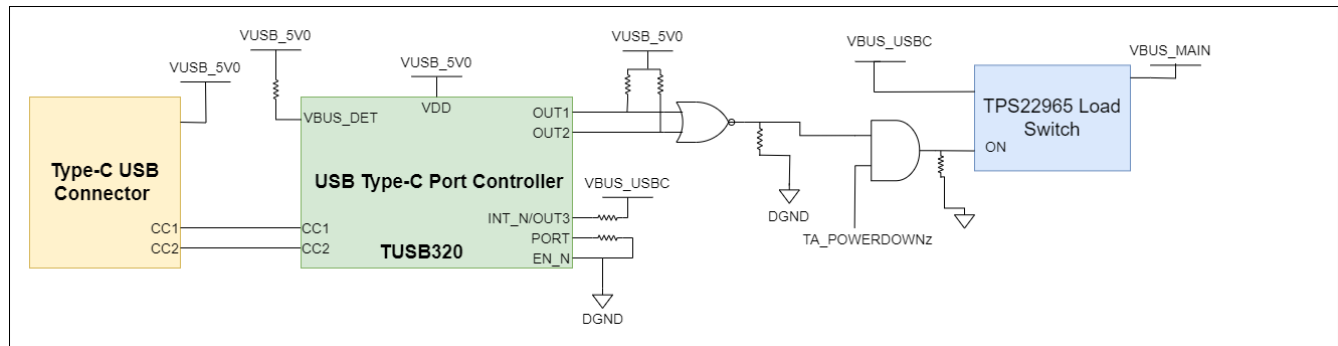 VUSB_5V0
VUSB_5V0
VUSB_5V0
VUSB_5V0
VBUS_USBC
VBUS_MAIN
Type-C USB
Connector
CC1
CC2
VBUS_DET
VDD
OUT1
OUT2
USB Type-C Port Controller
CC1
CC2
TUSB320
INT_N/OUT3
PORT
EN_N
VBUS_USBC
DGND
DGND
TA_POWERDOWNz
TPS22965 Load
Switch
ON